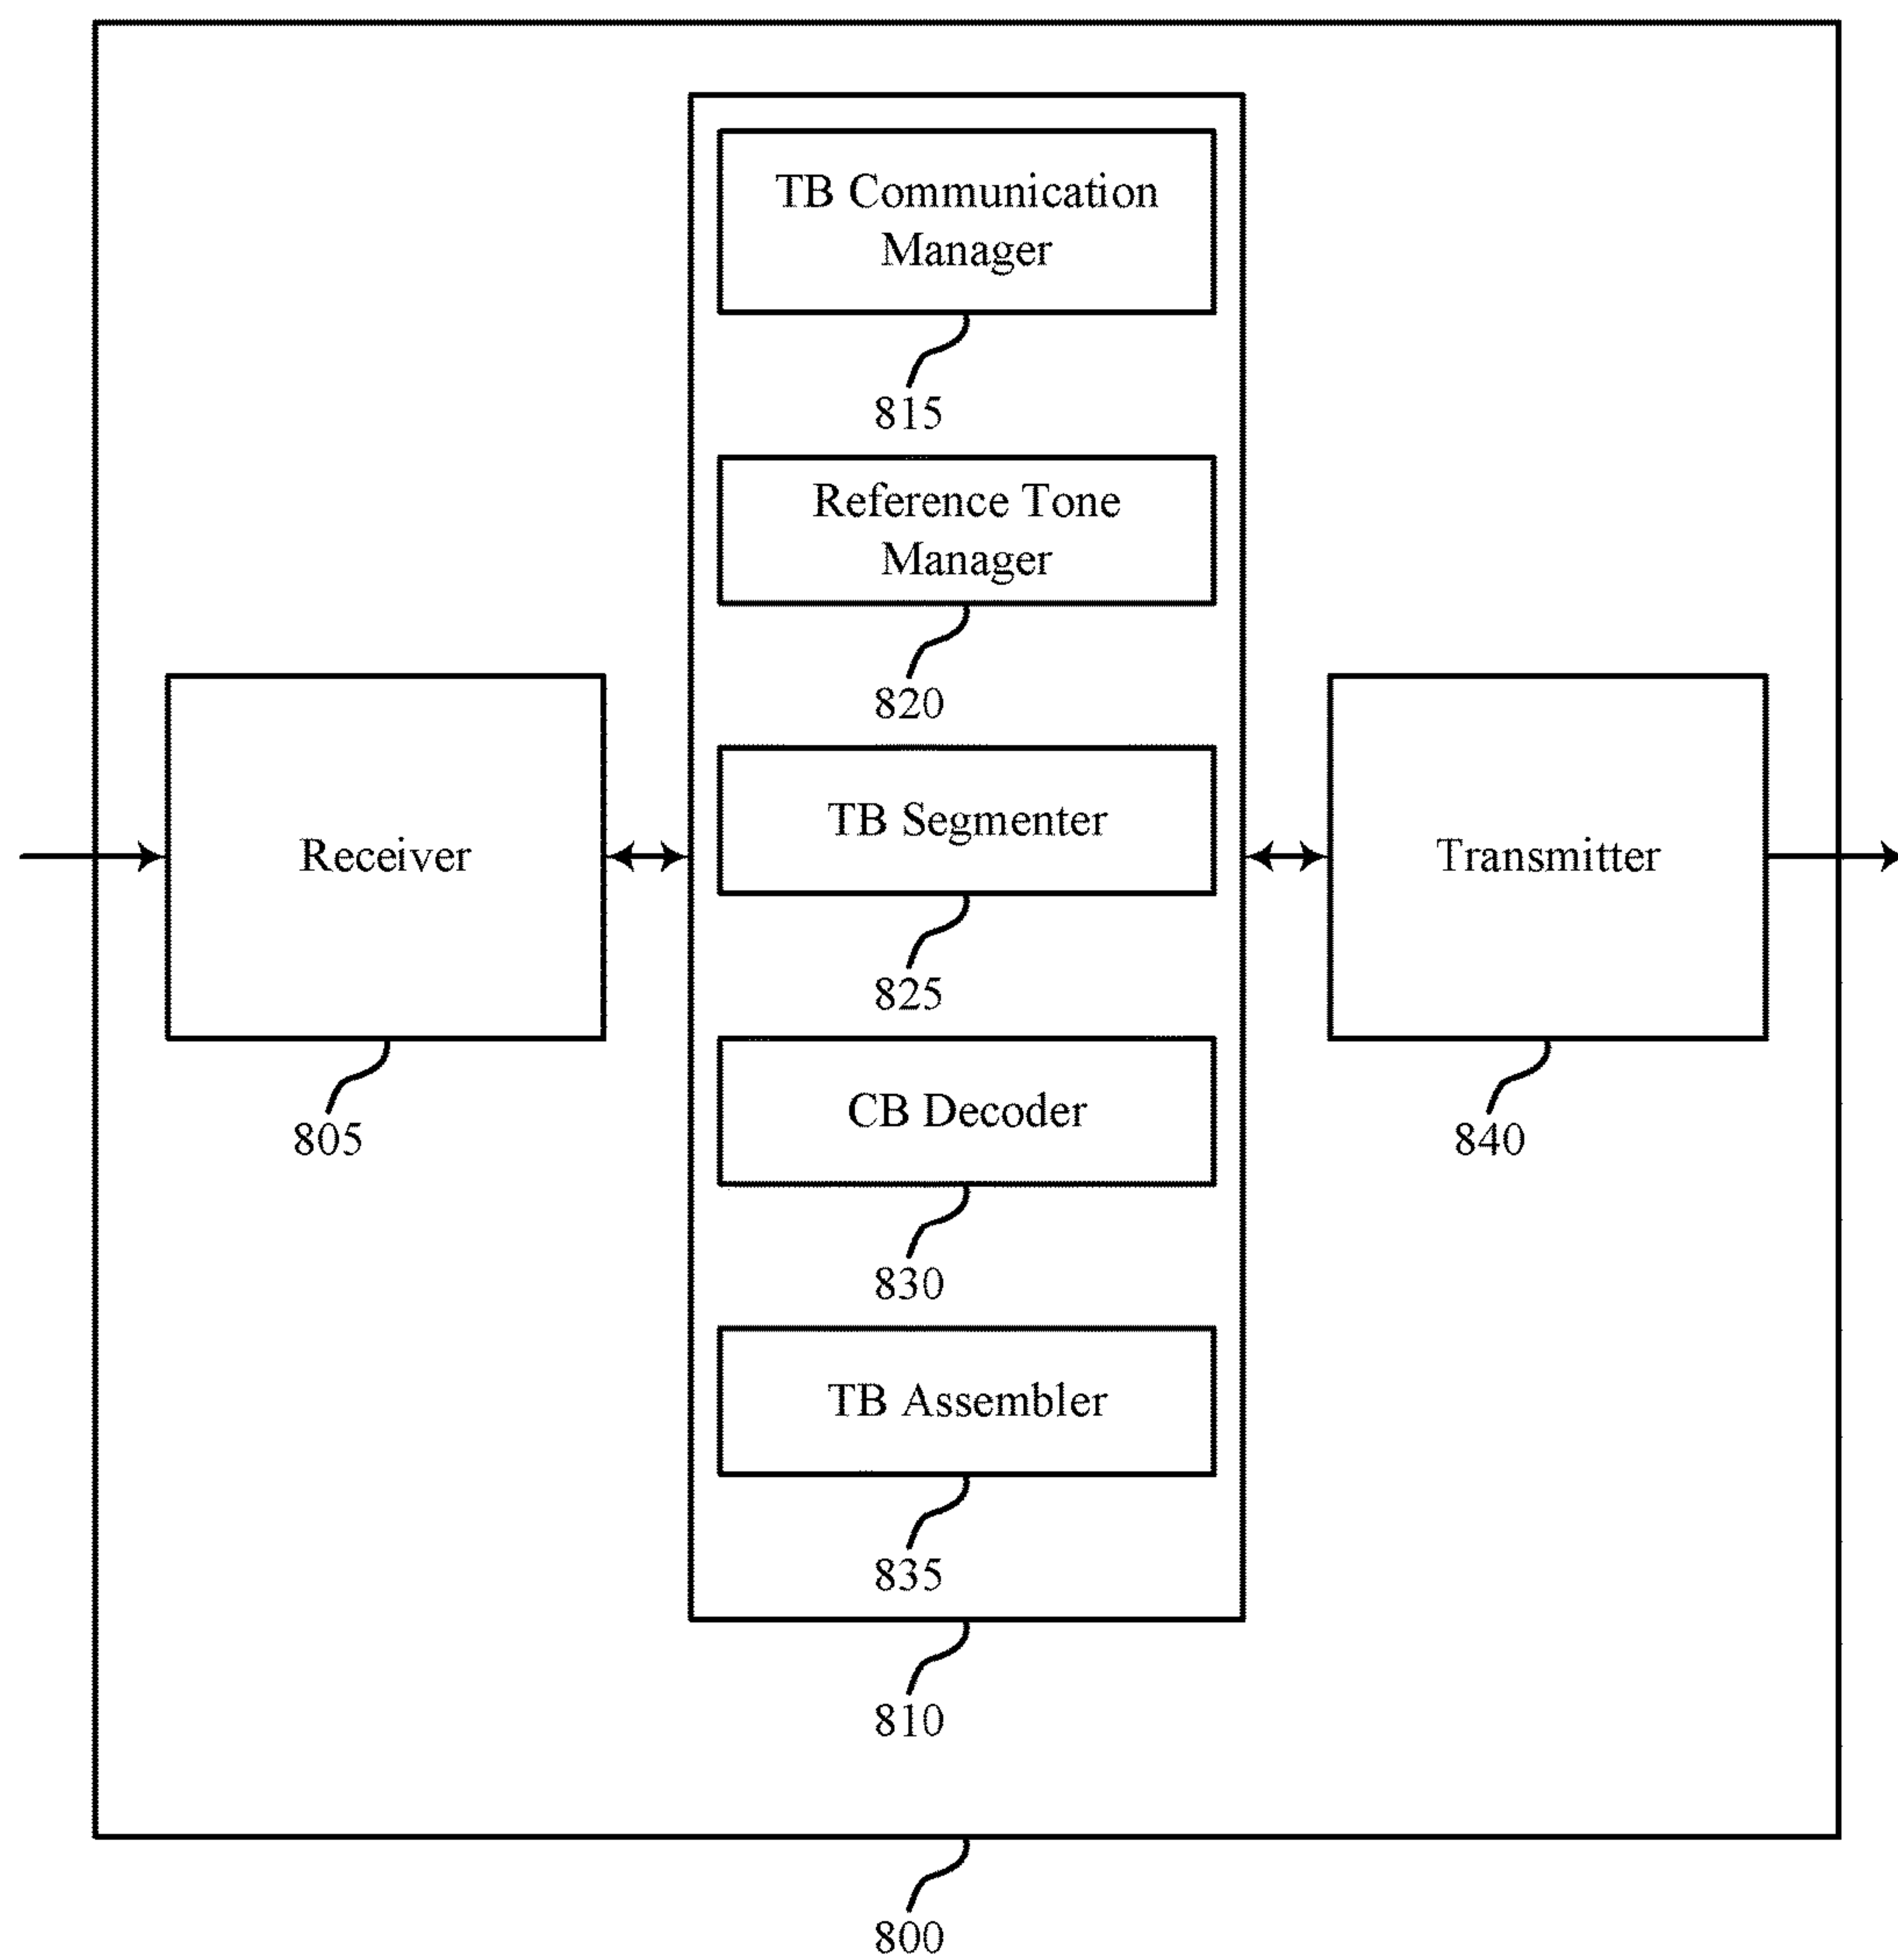 TB Communication
Manager
815
Reference Tone
Manager
820
TB Segmenter
825
Receiver
805
Transmitter
840
CB Decoder
830
TB Assembler
835
810
800